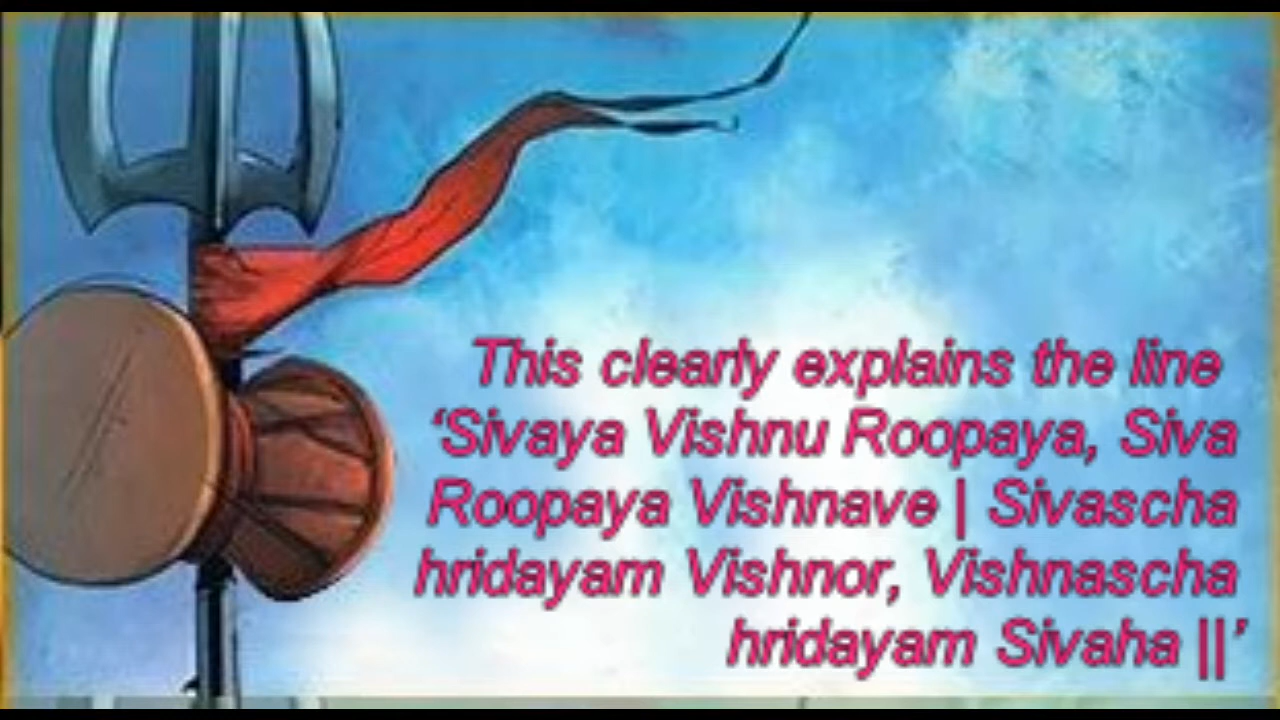 This clearly explains the line
‘Sivaya Vishnu Roopaya, Siva
Roopaya Vishnave | Sivascha
hridayam Vishnor, Vishnascha
hridayam Sivaha ||’